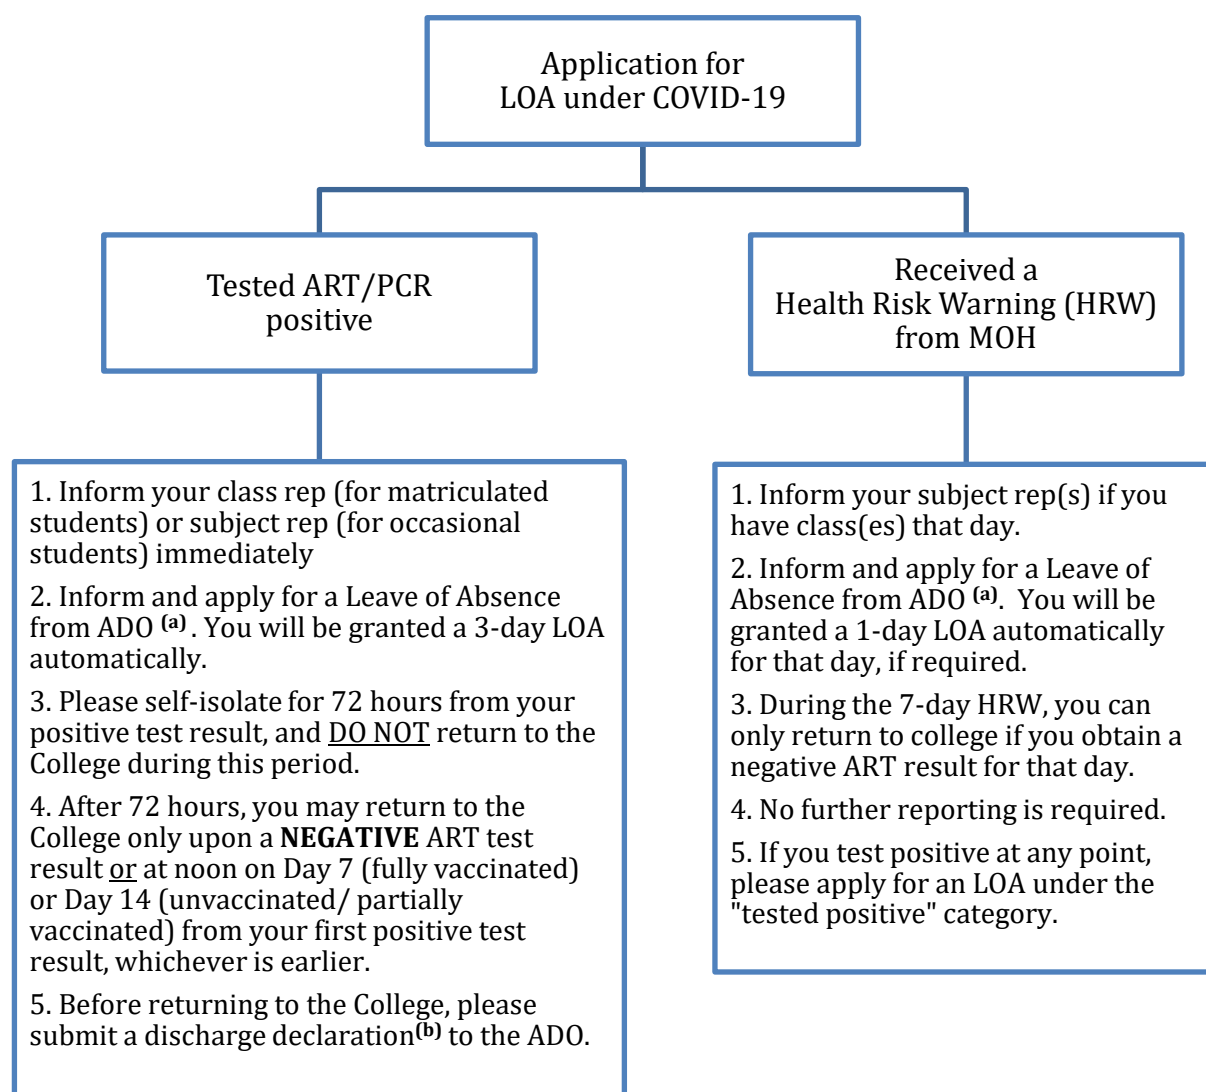 Application for
LOA under COVID-19
Tested ART/PCR
positive
Received a
Health Risk Warning (HRW)
from MOH
1. Inform your class rep (for matriculated
students) or subject rep (for occasional
students) immediately
2. Inform and apply for a Leave of Absence
from ADO (a) . You will be granted a 3-day LOA
automatically.
3. Please self-isolate for 72 hours from your
positive test result, and DO NOT return to the
College during this period.
4. After 72 hours, you may return to the
College only upon a NEGATIVE ART test
result or at noon on Day 7 (fully vaccinated)
or Day 14 (unvaccinated/ partially
vaccinated) from your first positive test
result, whichever is earlier.
5. Before returning to the College, please
submit a discharge declaration(b) to the ADO.
1. Inform your subject rep(s) if you
have class(es) that day.
2. Inform and apply for a Leave of
Absence from ADO (a).  You will be
granted a 1-day LOA automatically
for that day, if required.
3. During the 7-day HRW, you can
only return to college if you obtain a
negative ART result for that day.
4. No further reporting is required.
5. If you test positive at any point,
please apply for an LOA under the
"tested positive" category.